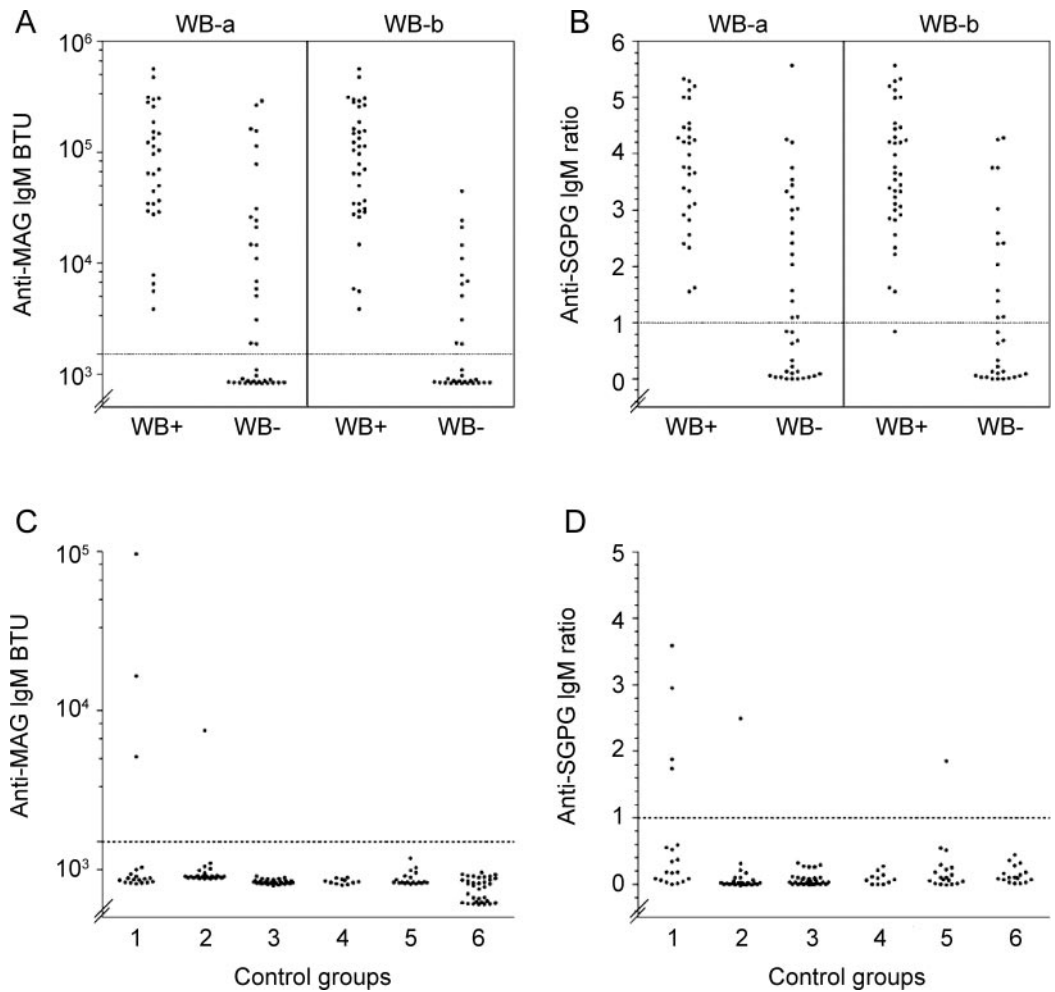 A
WB-a WB-b
Anti-MAG IgM BTU
10⁶
10⁵
10⁴
10³
WB+ WB- WB+ WB-
B
WB-a WB-b
Anti-SGPG IgM ratio
6
5
4
3
2
1
0
WB+ WB- WB+ WB-
C
Anti-MAG IgM BTU
10⁵
10⁴
10³
1 2 3 4 5 6
Control groups
D
Anti-SGPG IgM ratio
5
4
3
2
1
0
1 2 3 4 5 6
Control groups